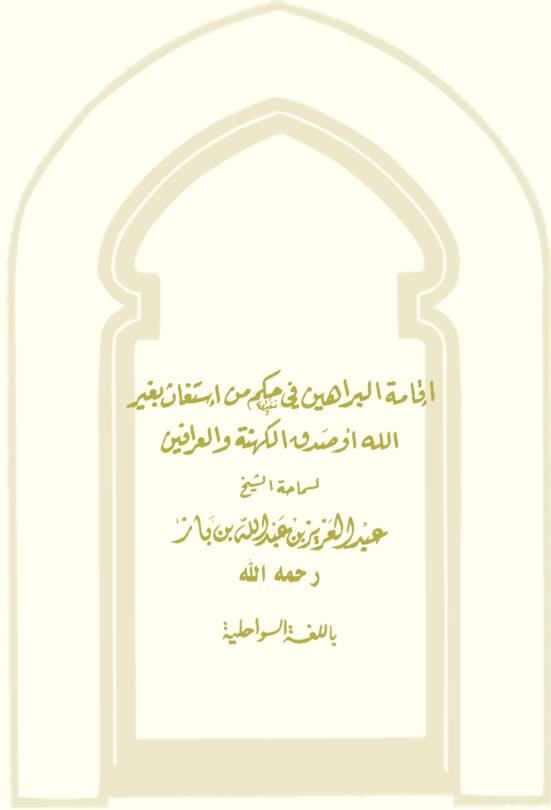 إقامة البراهين في حكم من استغاث بغير
الله أو صدق الكهنة والعرافين
لسماحة الشيخ
عبد العزيز بن عبد الله بن باز
رحمه الله
باللغة السواحلية